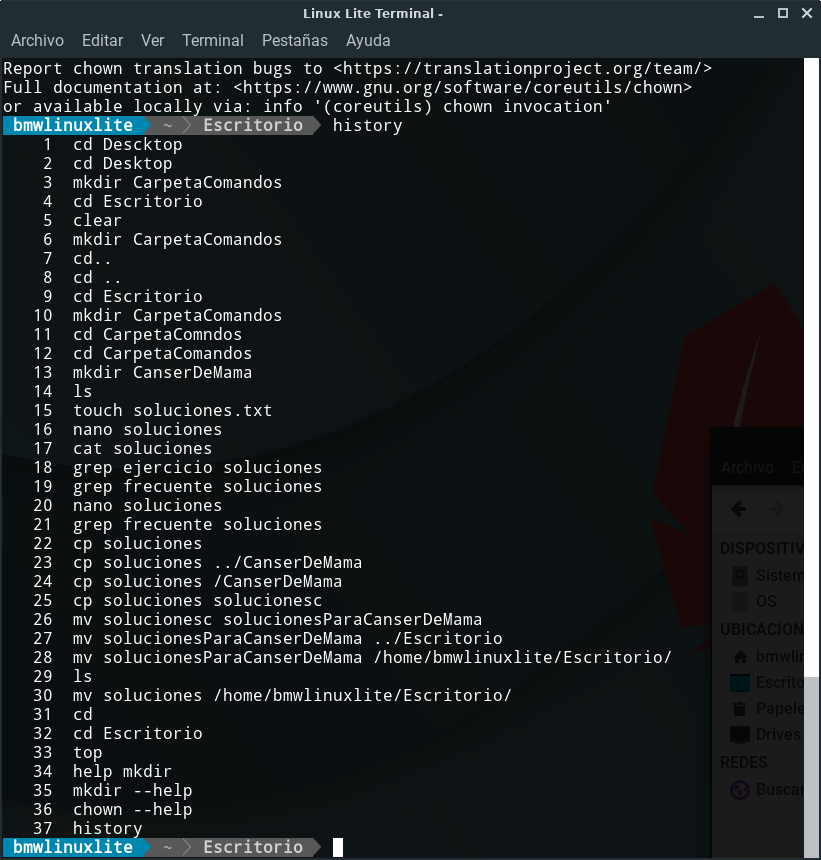 Linux Lite Terminal -
Archivo Editar Ver Terminal Pestañas Ayuda
Report chown translation bugs to <https://translationproject.org/team/>
Full documentation at: <https://www.gnu.org/software/coreutils/chown>
or available locally via: info '(coreutils) chown invocation'
bmwlinuxlite ~ Escritorio history
1 cd Descktop
2 cd Desktop
3 mkdir CarpetaComandos
4 cd Escritorio
5 clear
6 mkdir CarpetaComandos
7 cd..
8 cd ..
9 cd Escritorio
10 mkdir CarpetaComandos
11 cd CarpetaComndos
12 cd CarpetaComandos
13 mkdir CanserDeMama
14 ls
15 touch soluciones.txt
16 nano soluciones
17 cat soluciones
18 grep ejercicio soluciones
19 grep frecuente soluciones
20 nano soluciones
21 grep frecuente soluciones
22 cp soluciones
23 cp soluciones ../CanserDeMama
24 cp soluciones /CanserDeMama
25 cp soluciones solucionesc
26 mv solucionesc solucionesParaCanserDeMama
27 mv solucionesParaCanserDeMama ../Escritorio
28 mv solucionesParaCanserDeMama /home/bmwlinuxlite/Escritorio/
29 ls
30 mv soluciones /home/bmwlinuxlite/Escritorio/
31 cd
32 cd Escritorio
33 top
34 help mkdir
35 mkdir --help
36 chown --help
37 history
bmwlinuxlite ~ Escritorio
Archivo E
DISPOSITIV
Sistem
OS
UBICACION
bmwlin
Escrito
Papele
Drives
REDES
Buscar